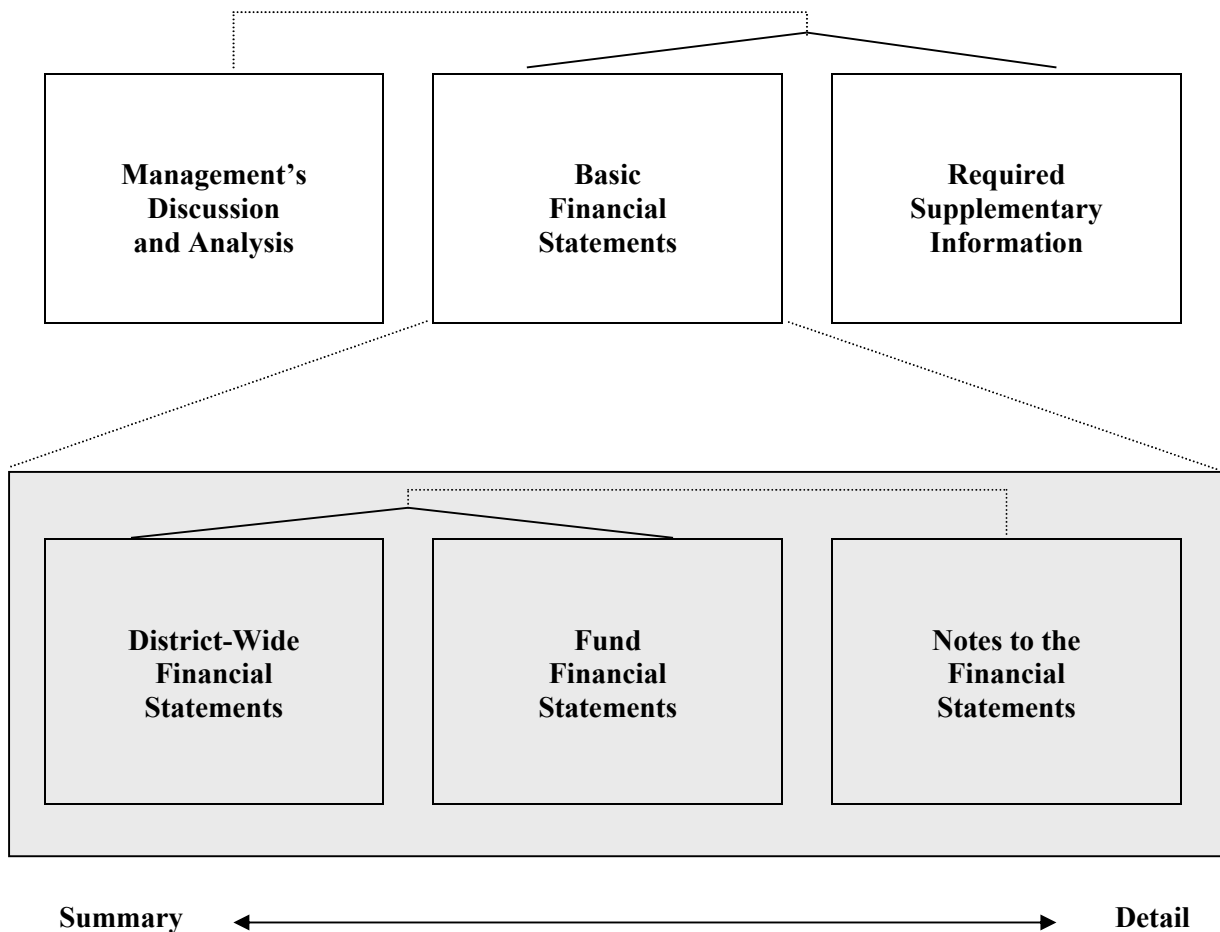 Management’s
Discussion
and Analysis
Basic
Financial
Statements
Required
Supplementary
Information
District-Wide
Financial
Statements
Fund
Financial
Statements
Notes to the
Financial
Statements
Summary
Detail